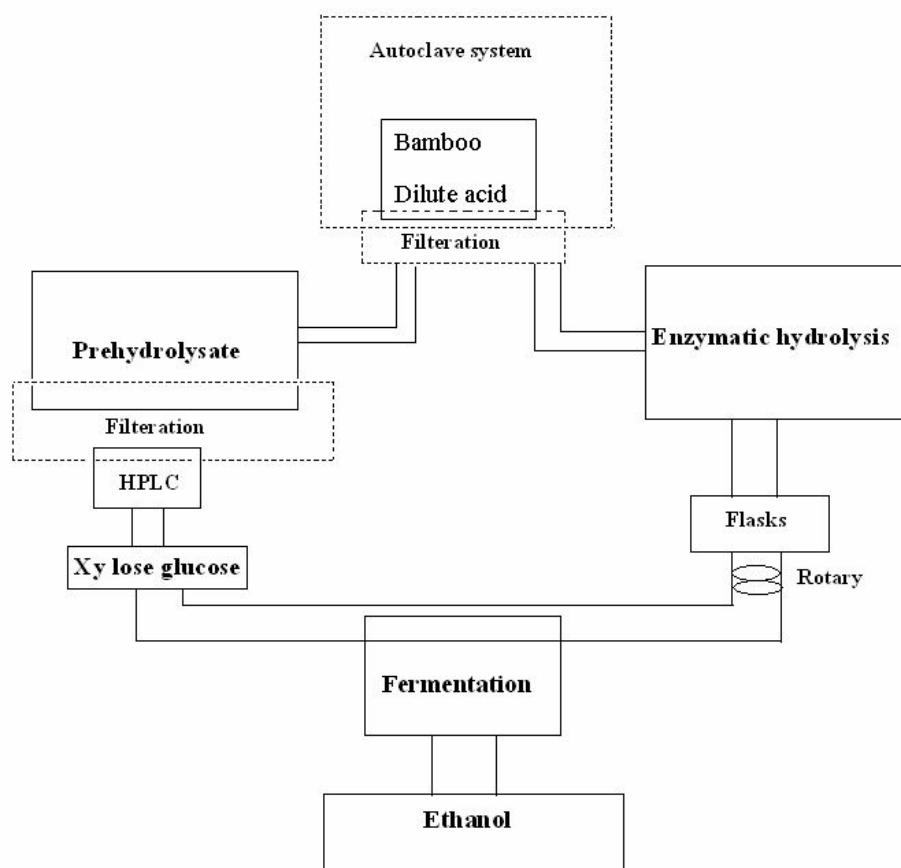 Autoclave system
Bamboo
Dilute acid
Filteration
Prehydrolysate
Enzymatic hydrolysis
Filteration
HPLC
Flasks
Xy lose glucose
Rotary
Fermentation
Ethanol